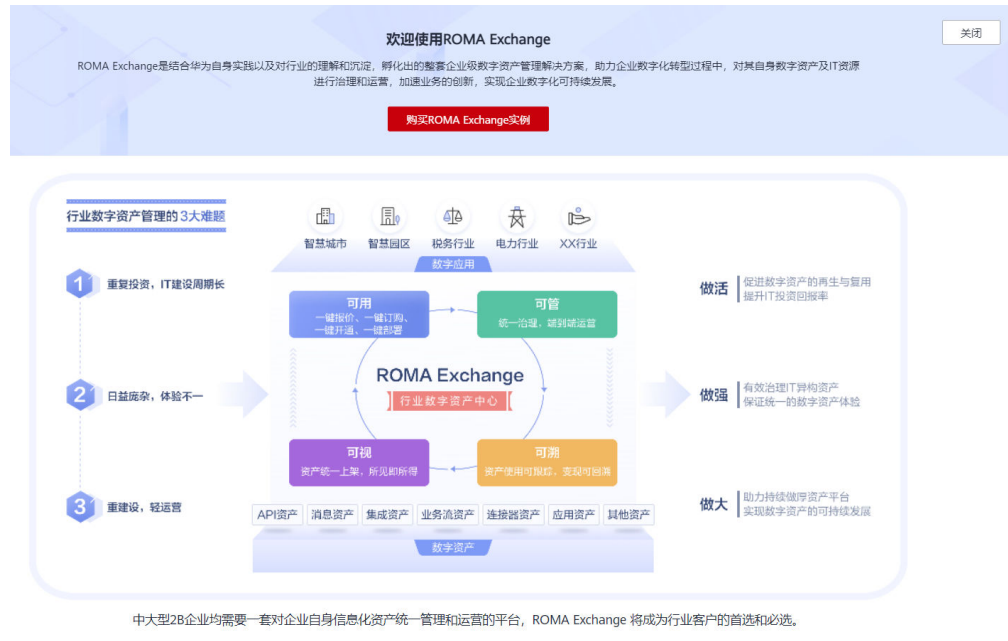 欢迎使用ROMA Exchange
关闭
ROMA Exchange是结合华为自身实践以及对行业的理解和沉淀，孵化出的整套企业级数字资产管理解决方案，助力企业数字化转型过程中，对其自身数字资产及IT资源
进行治理和运营，加速业务的创新，实现企业数字化可持续发展。
购买ROMA Exchange实例
行业数字资产管理的3大难题
1 重复投资，IT建设周期长
2 日益庞杂，体验不一
3 重建设，轻运营
智慧城市 智慧园区 税务行业 电力行业 XX行业
数字应用
可用
一键报价、一键订购、
一键开通、一键部署
可管
统一治理，端到端运营
ROMA Exchange
行业数字资产中心
可视
资产统一上架，所见即所得
可溯
资产使用可跟踪、变现可回溯
API资产 消息资产 集成资产 业务流资产 连接器资产 应用资产 其他资产
数字资产
做活
促进数字资产的再生与复用
提升IT投资回报率
做强
有效治理IT异构资产
保证统一的数字资产体验
做大
助力持续做厚资产平台
实现数字资产的可持续发展
中大型2B企业均需要一套对企业自身信息化资产统一管理和运营的平台，ROMA Exchange 将成为行业客户的首选和必选。